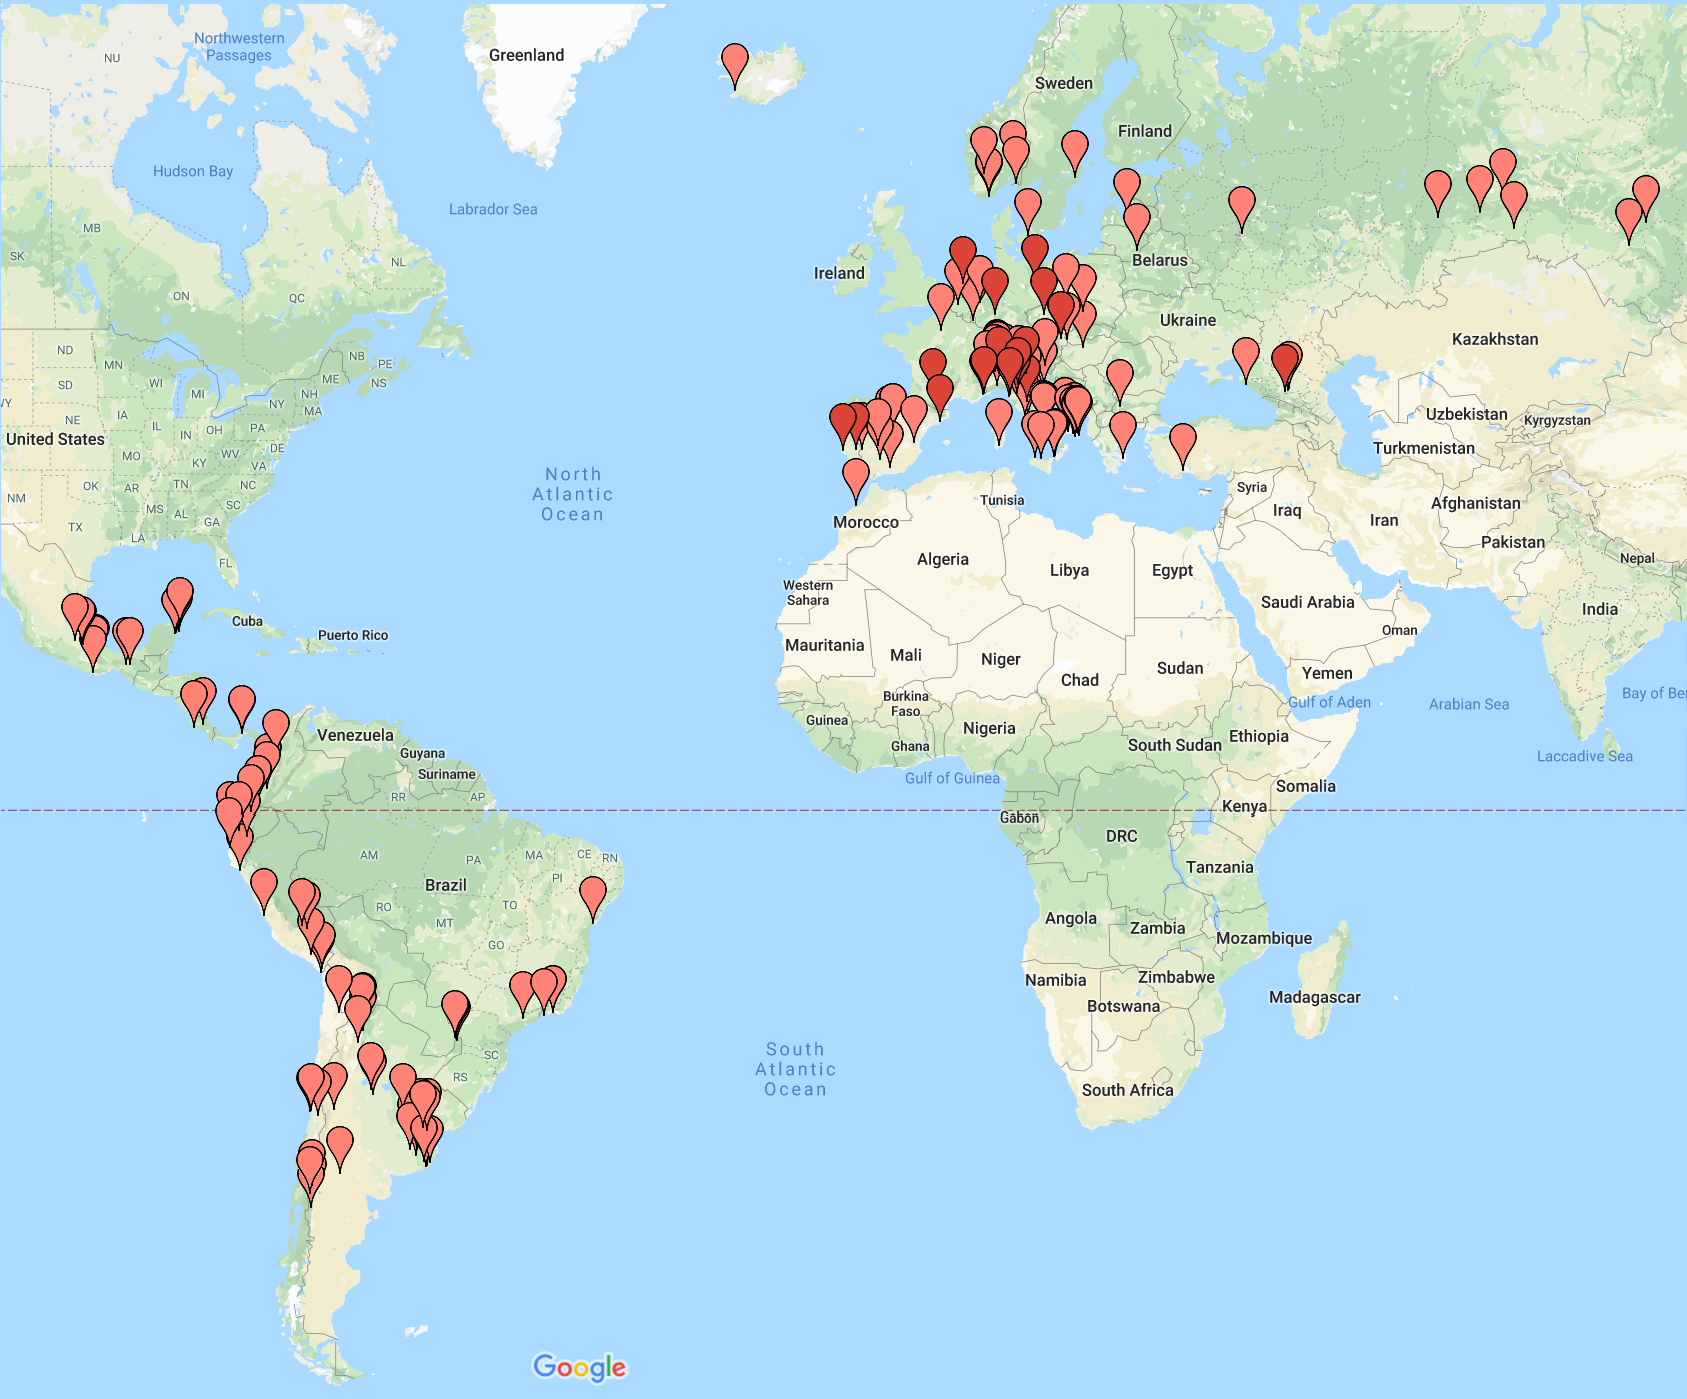 Greenland
Northwestern
Passages
NU
Sweden
Finland
Hudson Bay
Labrador Sea
MB
SK
NL
Ireland
Belarus
ON
QC
Ukraine
Kazakhstan
ND
MN
NB
PE
SD
WI
MI
ME
NS
WY
NY
NH
NE
IA
MA
United States
IL
IN
OH
PA
MO
WV
DE
KY
VA
Uzbekistan
Kyrgyzstan
Turkmenistan
NM
OK
AR
TN
NC
North
Atlantic
Ocean
TX
MS
AL
SC
GA
LA
FL
Tunisia
Morocco
Syria
Iraq
Iran
Afghanistan
Pakistan
Nepal
Algeria
Libya
Egypt
Western
Sahara
Saudi Arabia
India
Oman
Cuba
Puerto Rico
Mauritania
Mali
Niger
Chad
Sudan
Yemen
Burkina
Faso
Gulf of Aden
Arabian Sea
Bay of Be
Guinea
Nigeria
Ghana
South Sudan
Ethiopia
Venezuela
Guyana
Suriname
Gulf of Guinea
Laccadive Sea
Somalia
RR
AP
Kenya
Gabon
DRC
AM
PA
MA
CE
RN
Tanzania
Brazil
PI
RO
TO
MT
Angola
Zambia
Mozambique
GO
Namibia
Zimbabwe
Botswana
Madagascar
SC
RS
South
Atlantic
Ocean
South Africa
Google